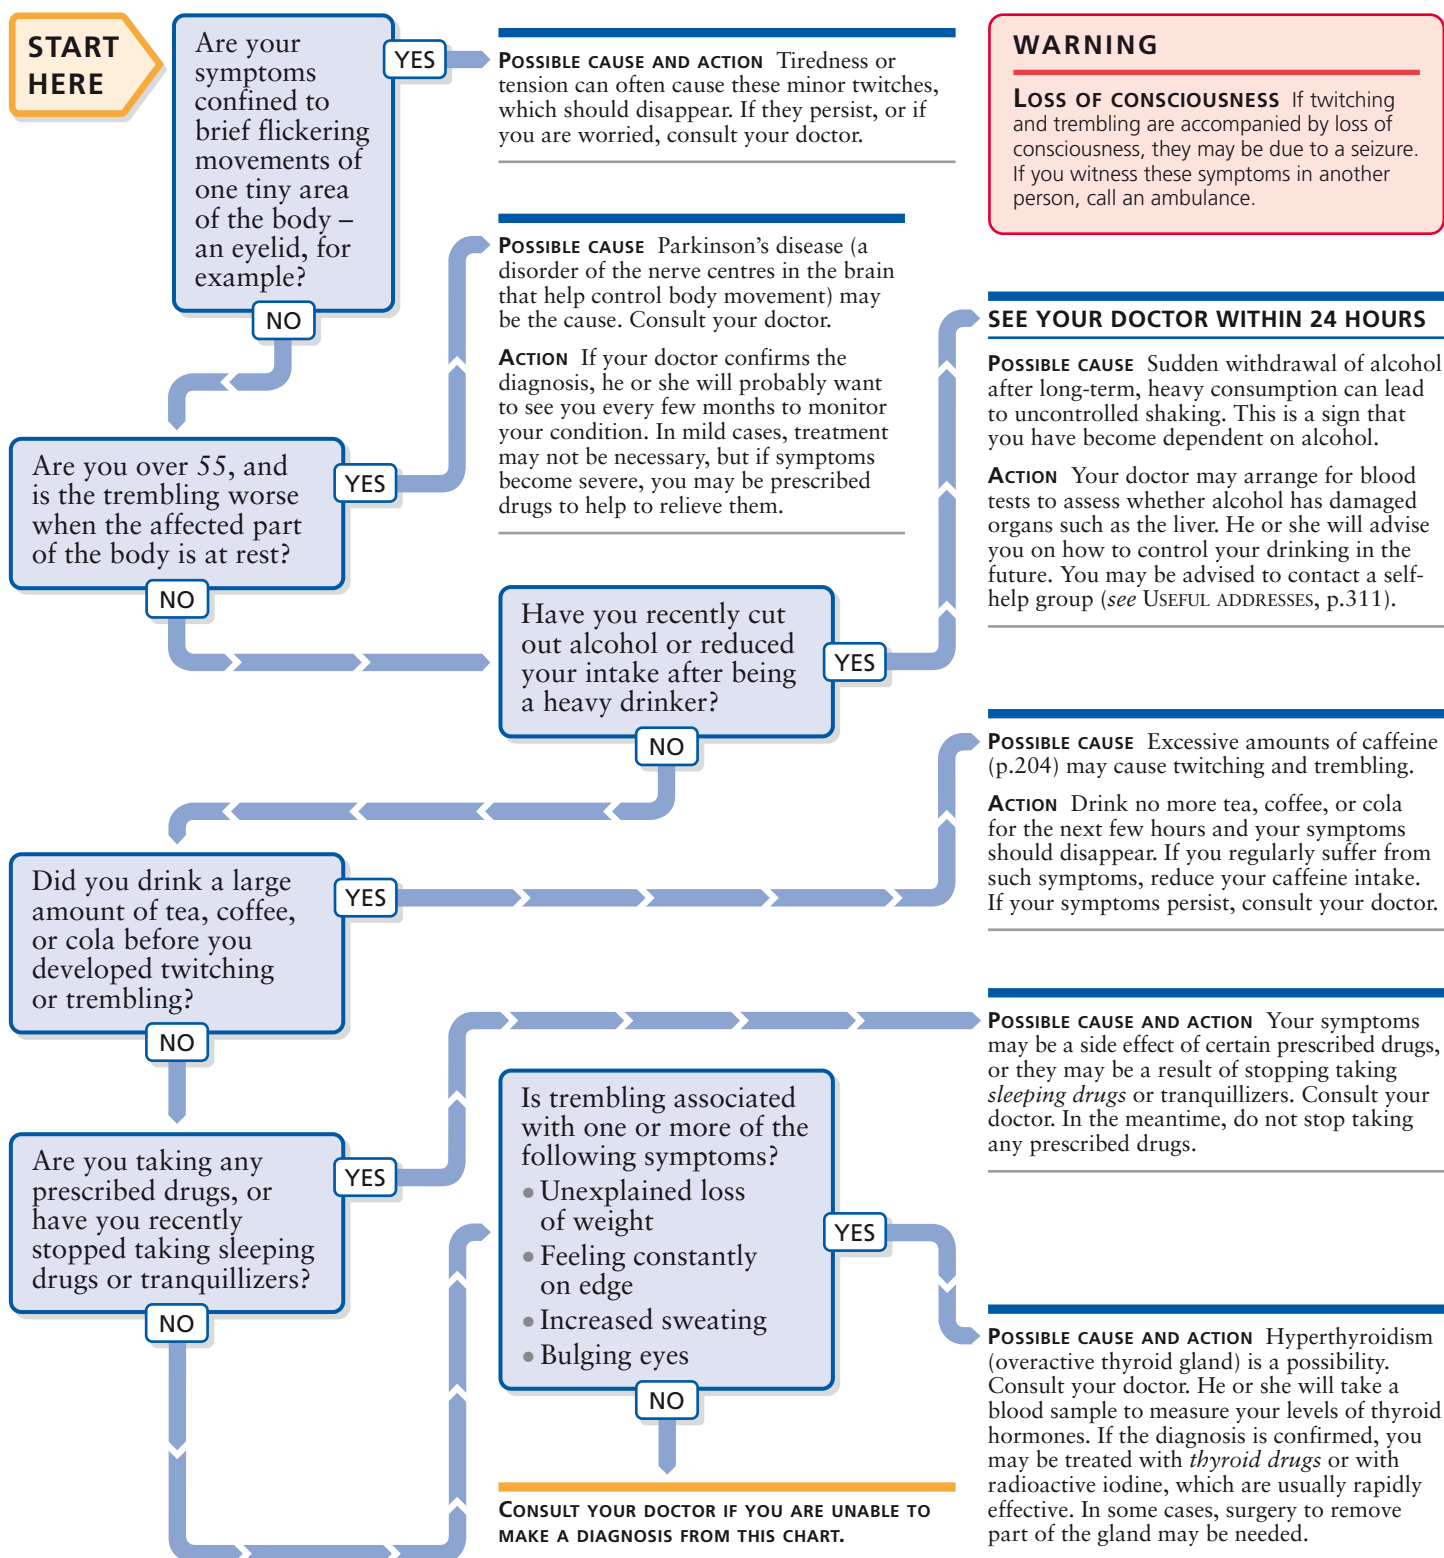 START
HERE
Are your
symptoms
confined to
brief flickering
movements of
one tiny area
of the body –
an eyelid, for
example?
YES
NO
POSSIBLE CAUSE AND ACTION Tiredness or
tension can often cause these minor twitches,
which should disappear. If they persist, or if
you are worried, consult your doctor.
WARNING
LOSS OF CONSCIOUSNESS If twitching
and trembling are accompanied by loss of
consciousness, they may be due to a seizure.
If you witness these symptoms in another
person, call an ambulance.
Are you over 55, and
is the trembling worse
when the affected part
of the body is at rest?
YES
NO
POSSIBLE CAUSE Parkinson’s disease (a
disorder of the nerve centres in the brain
that help control body movement) may
be the cause. Consult your doctor.
ACTION If your doctor confirms the
diagnosis, he or she will probably want
to see you every few months to monitor
your condition. In mild cases, treatment
may not be necessary, but if symptoms
become severe, you may be prescribed
drugs to help to relieve them.
Have you recently cut
out alcohol or reduced
your intake after being
a heavy drinker?
YES
NO
SEE YOUR DOCTOR WITHIN 24 HOURS
POSSIBLE CAUSE Sudden withdrawal of alcohol
after long-term, heavy consumption can lead
to uncontrolled shaking. This is a sign that
you have become dependent on alcohol.
ACTION Your doctor may arrange for blood
tests to assess whether alcohol has damaged
organs such as the liver. He or she will advise
you on how to control your drinking in the
future. You may be advised to contact a self-
help group (see USEFUL ADDRESSES, p.311).
Did you drink a large
amount of tea, coffee,
or cola before you
developed twitching
or trembling?
YES
NO
POSSIBLE CAUSE Excessive amounts of caffeine
(p.204) may cause twitching and trembling.
ACTION Drink no more tea, coffee, or cola
for the next few hours and your symptoms
should disappear. If you regularly suffer from
such symptoms, reduce your caffeine intake.
If your symptoms persist, consult your doctor.
Are you taking any
prescribed drugs, or
have you recently
stopped taking sleeping
drugs or tranquillizers?
YES
NO
POSSIBLE CAUSE AND ACTION Your symptoms
may be a side effect of certain prescribed drugs,
or they may be a result of stopping taking
sleeping drugs or tranquillizers. Consult your
doctor. In the meantime, do not stop taking
any prescribed drugs.
Is trembling associated
with one or more of the
following symptoms?
• Unexplained loss
of weight
• Feeling constantly
on edge
• Increased sweating
• Bulging eyes
YES
NO
POSSIBLE CAUSE AND ACTION Hyperthyroidism
(overactive thyroid gland) is a possibility.
Consult your doctor. He or she will take a
blood sample to measure your levels of thyroid
hormones. If the diagnosis is confirmed, you
may be treated with thyroid drugs or with
radioactive iodine, which are usually rapidly
effective. In some cases, surgery to remove
part of the gland may be needed.
CONSULT YOUR DOCTOR IF YOU ARE UNABLE TO
MAKE A DIAGNOSIS FROM THIS CHART.